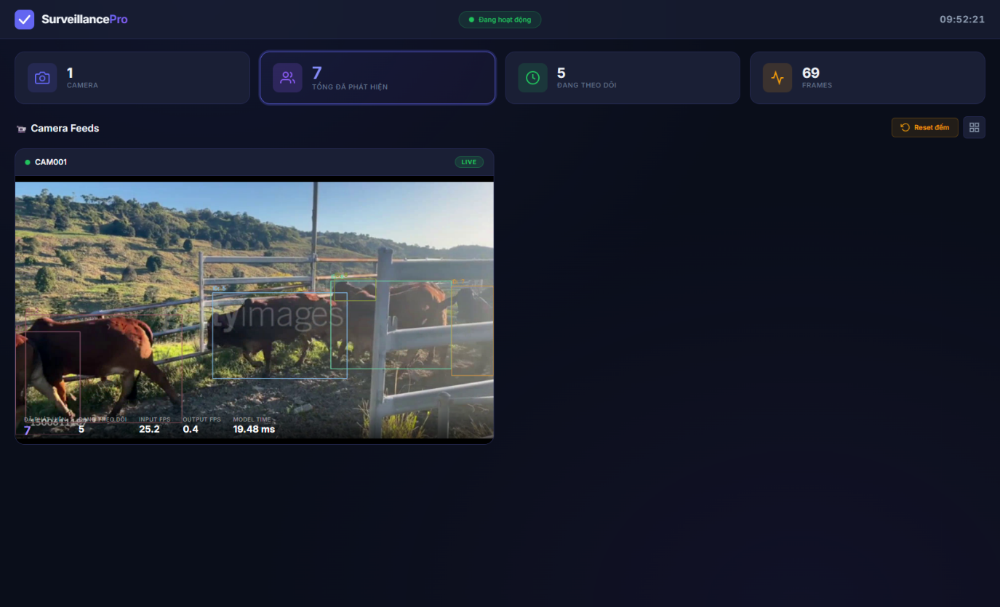 SurveillancePro
Đang hoạt động
09:52:21
1
CAMERA
7
TỔNG ĐÃ PHÁT HIỆN
5
ĐANG THEO DÕI
69
FRAMES
Camera Feeds
Reset đếm
CAM001
LIVE
tyimages
ĐÃ PHÁT HIỆN
ĐANG THEO DÕI
INPUT FPS
OUTPUT FPS
MODEL TIME
7
5
25.2
0.4
19.48 ms